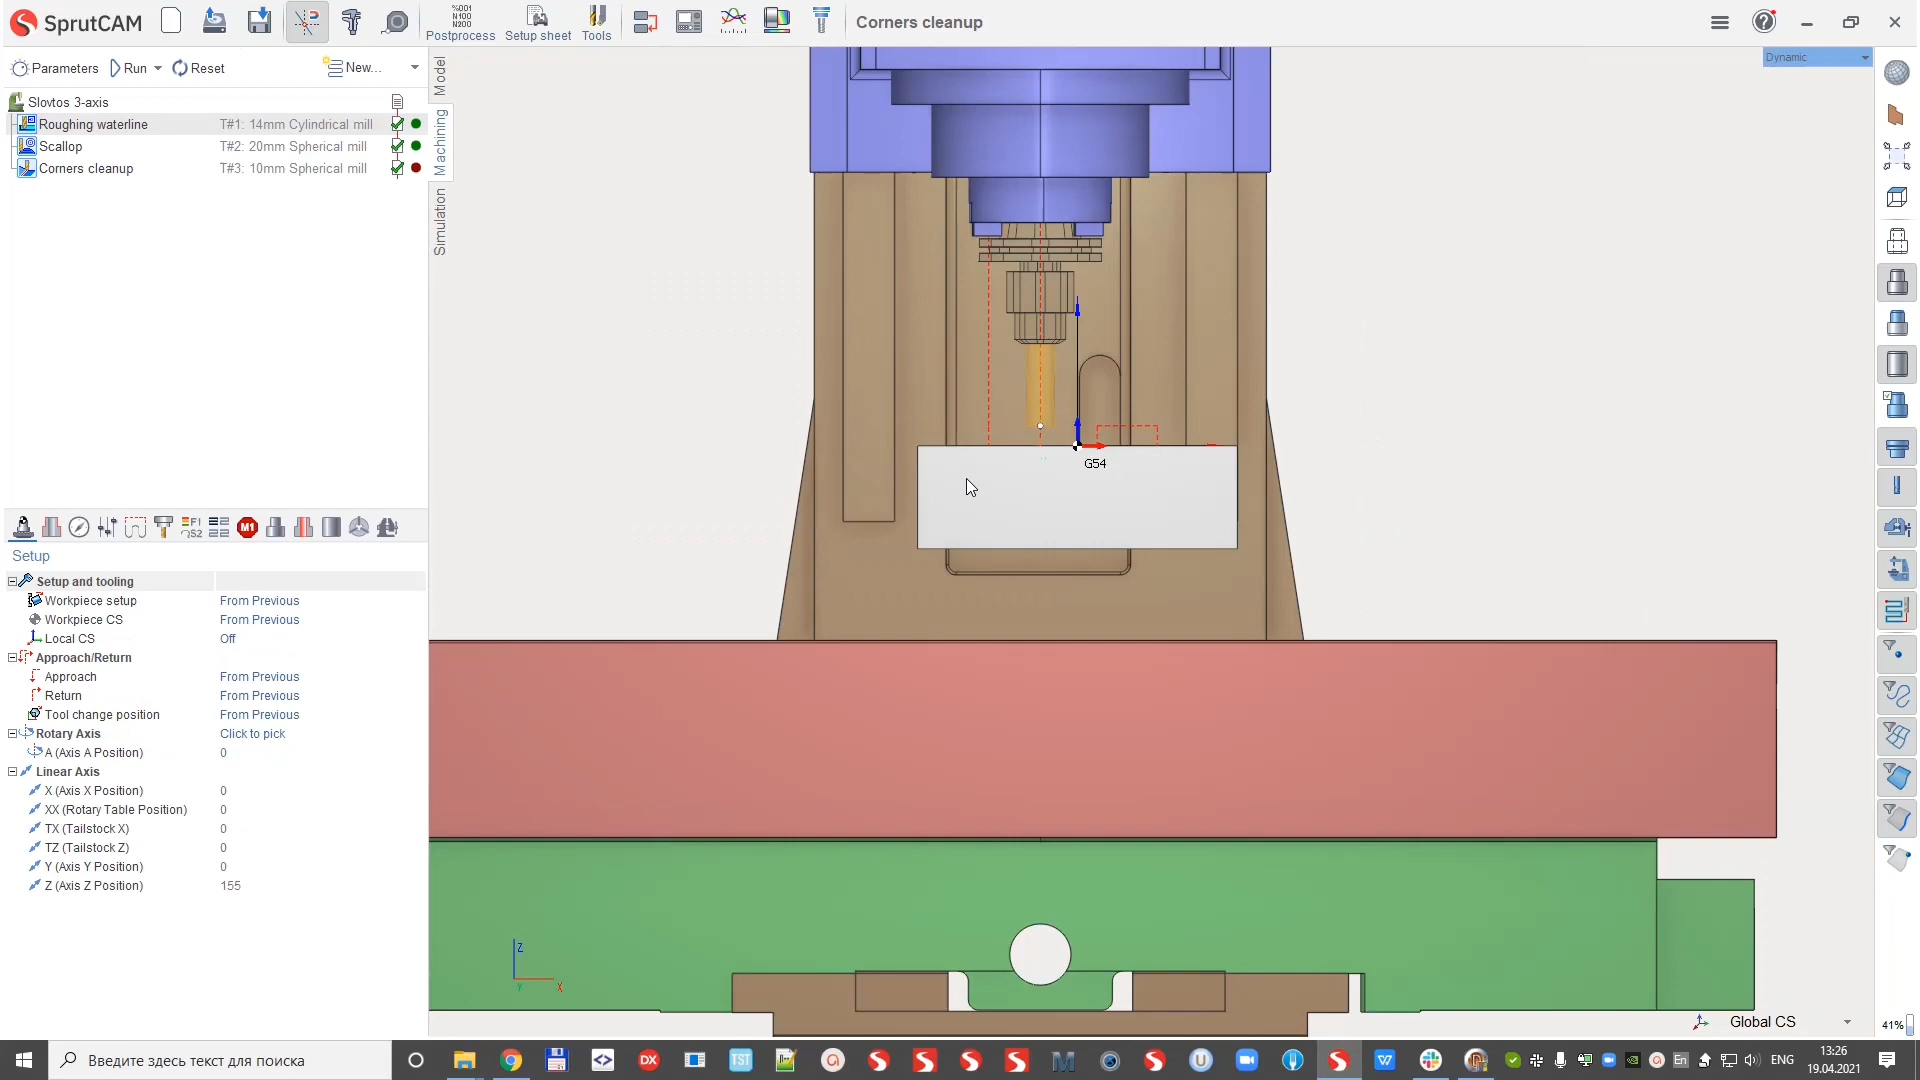 SprutCAM
%001
N100
N200
Postprocess
Setup sheet
Tools
Corners cleanup
Parameters
Run
Reset
New...
Dynamic
Model
Machining
Simulation
Slovtos 3-axis
Roughing waterline T#1: 14mm Cylindrical mill
Scallop T#2: 20mm Spherical mill
Corners cleanup T#3: 10mm Spherical mill
G54
Setup
Setup and tooling
Workpiece setup From Previous
Workpiece CS From Previous
Local CS Off
Approach/Return
Approach From Previous
Return From Previous
Tool change position From Previous
Rotary Axis Click to pick
A (Axis A Position) 0
Linear Axis
X (Axis X Position) 0
XX (Rotary Table Position) 0
TX (Tailstock X) 0
TZ (Tailstock Z) 0
Y (Axis Y Position) 0
Z (Axis Z Position) 155
Z
Y
X
Global CS
41%
Введите здесь текст для поиска
DX
TST
ENG
13:26
19.04.2021